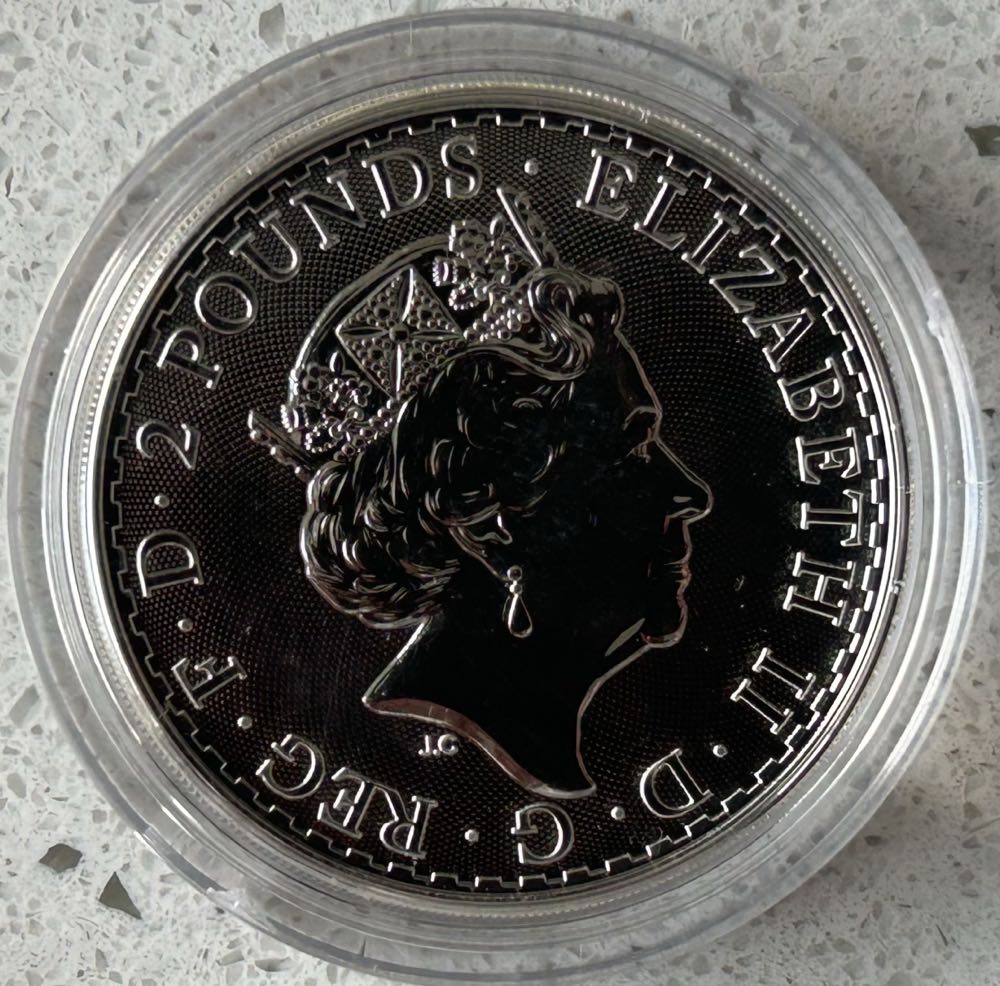 ELIZABETH II · D · G · REG · F · D · 2 POUNDS ·
J.C